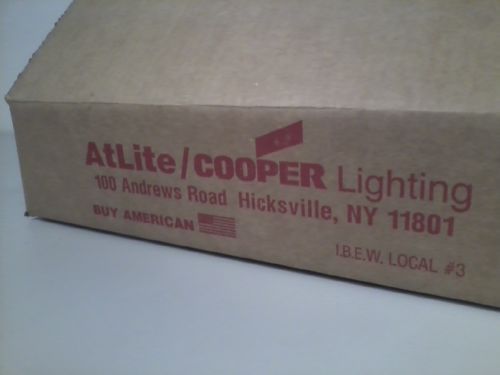 AtLite/COOPER Lighting
100 Andrews Road Hicksville, NY 11801
BUY AMERICAN
I.B.E.W. LOCAL #3